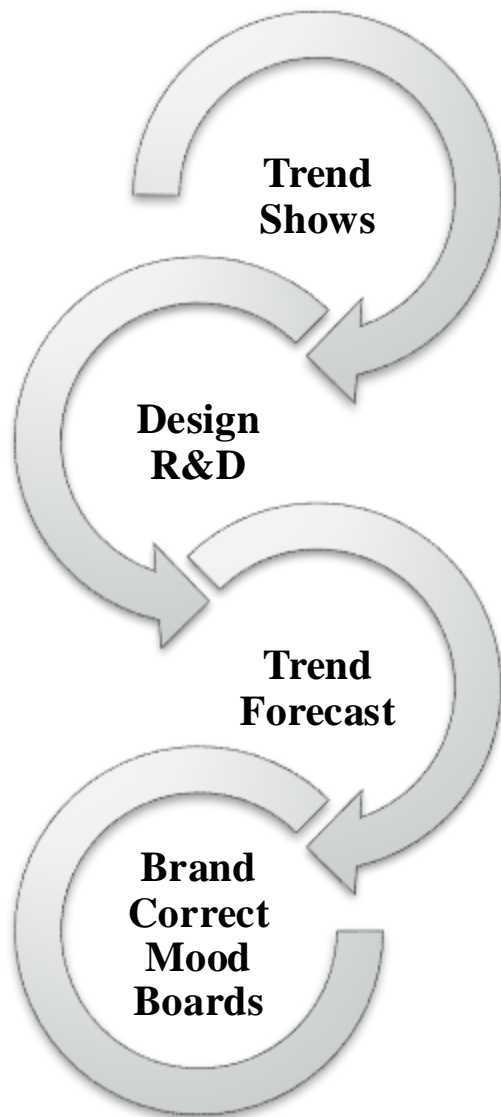 Trend
Shows
Design
R&D
Trend
Forecast
Brand
Correct
Mood
Boards